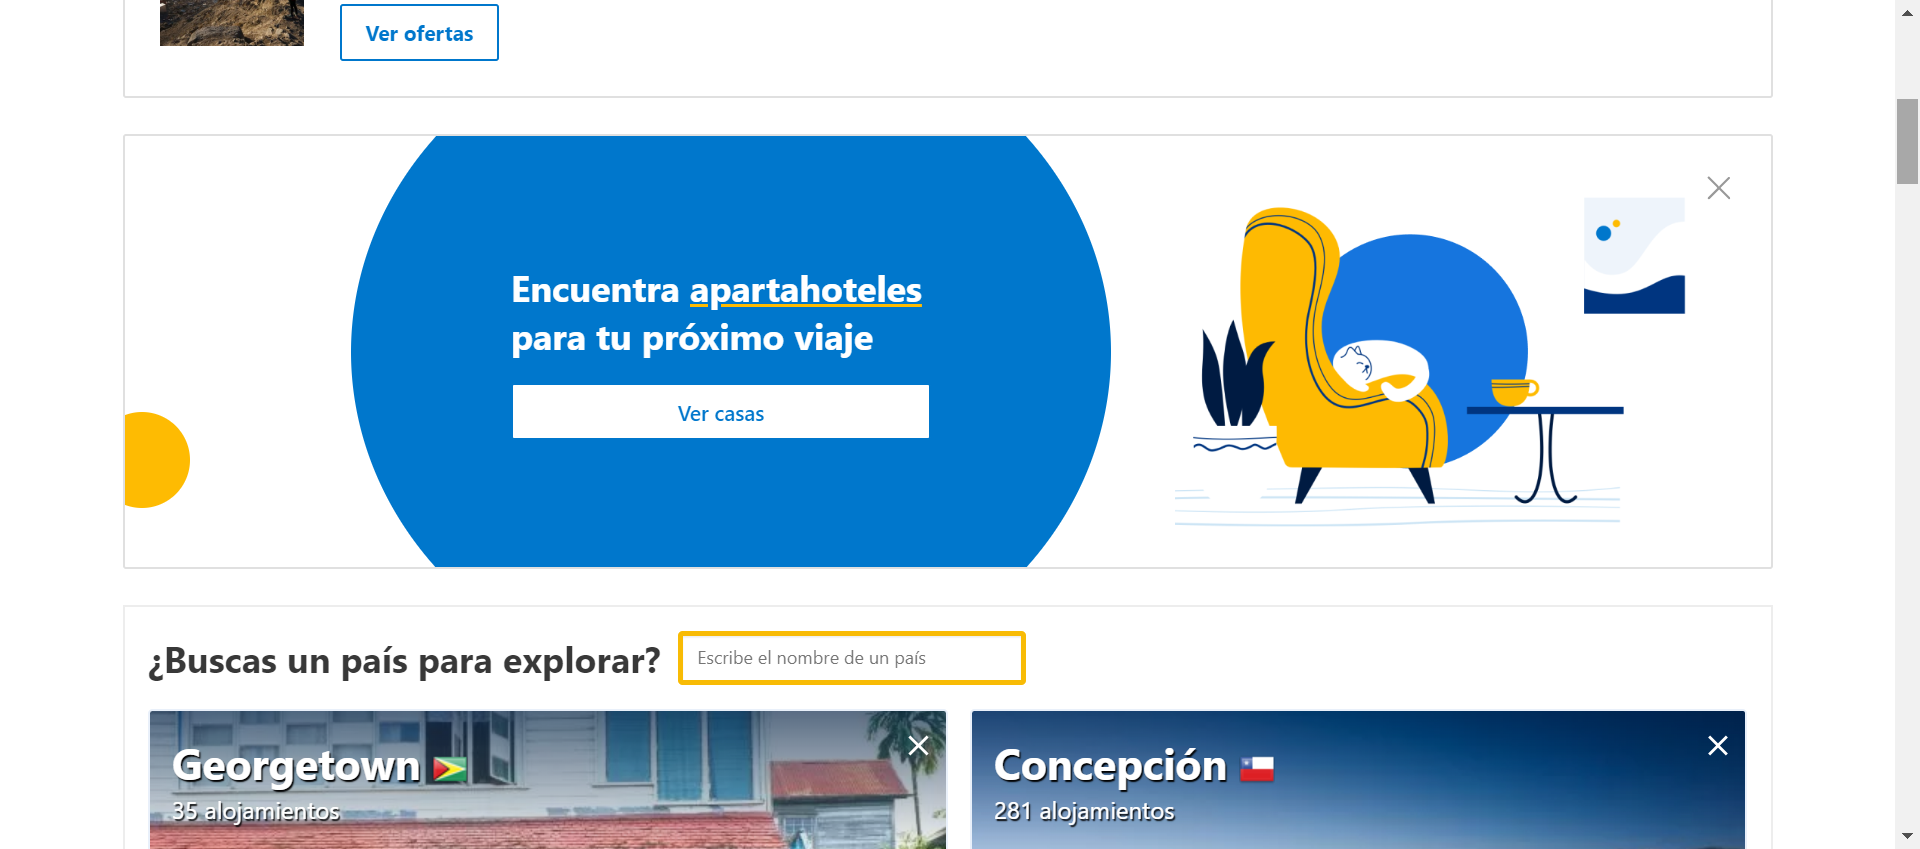 Ver ofertas
Encuentra apartahoteles
para tu próximo viaje
Ver casas
¿Buscas un país para explorar?
Escribe el nombre de un país
Georgetown
35 alojamientos
Concepción
281 alojamientos